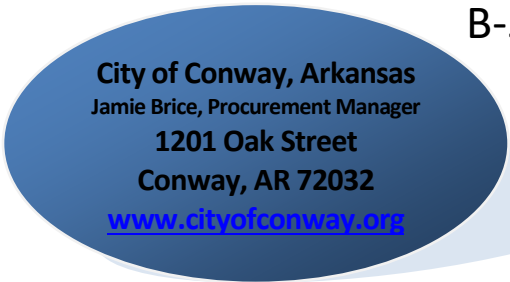 B-
City of Conway, Arkansas
Jamie Brice, Procurement Manager
1201 Oak Street
Conway, AR 72032
www.cityofconway.org